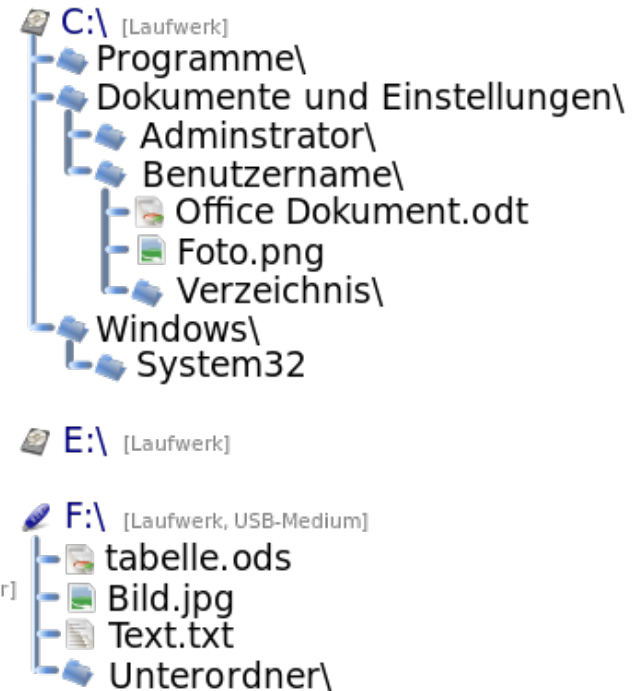 C:\ [Laufwerk]
Programme\
Dokumente und Einstellungen\
Adminstrator\
Benutzername\
Office Dokument.odt
Foto.png
Verzeichnis\
Windows\
System32
E:\ [Laufwerk]
F:\ [Laufwerk, USB-Medium]
tabelle.ods
r]
Bild.jpg
Text.txt
Unterordner\